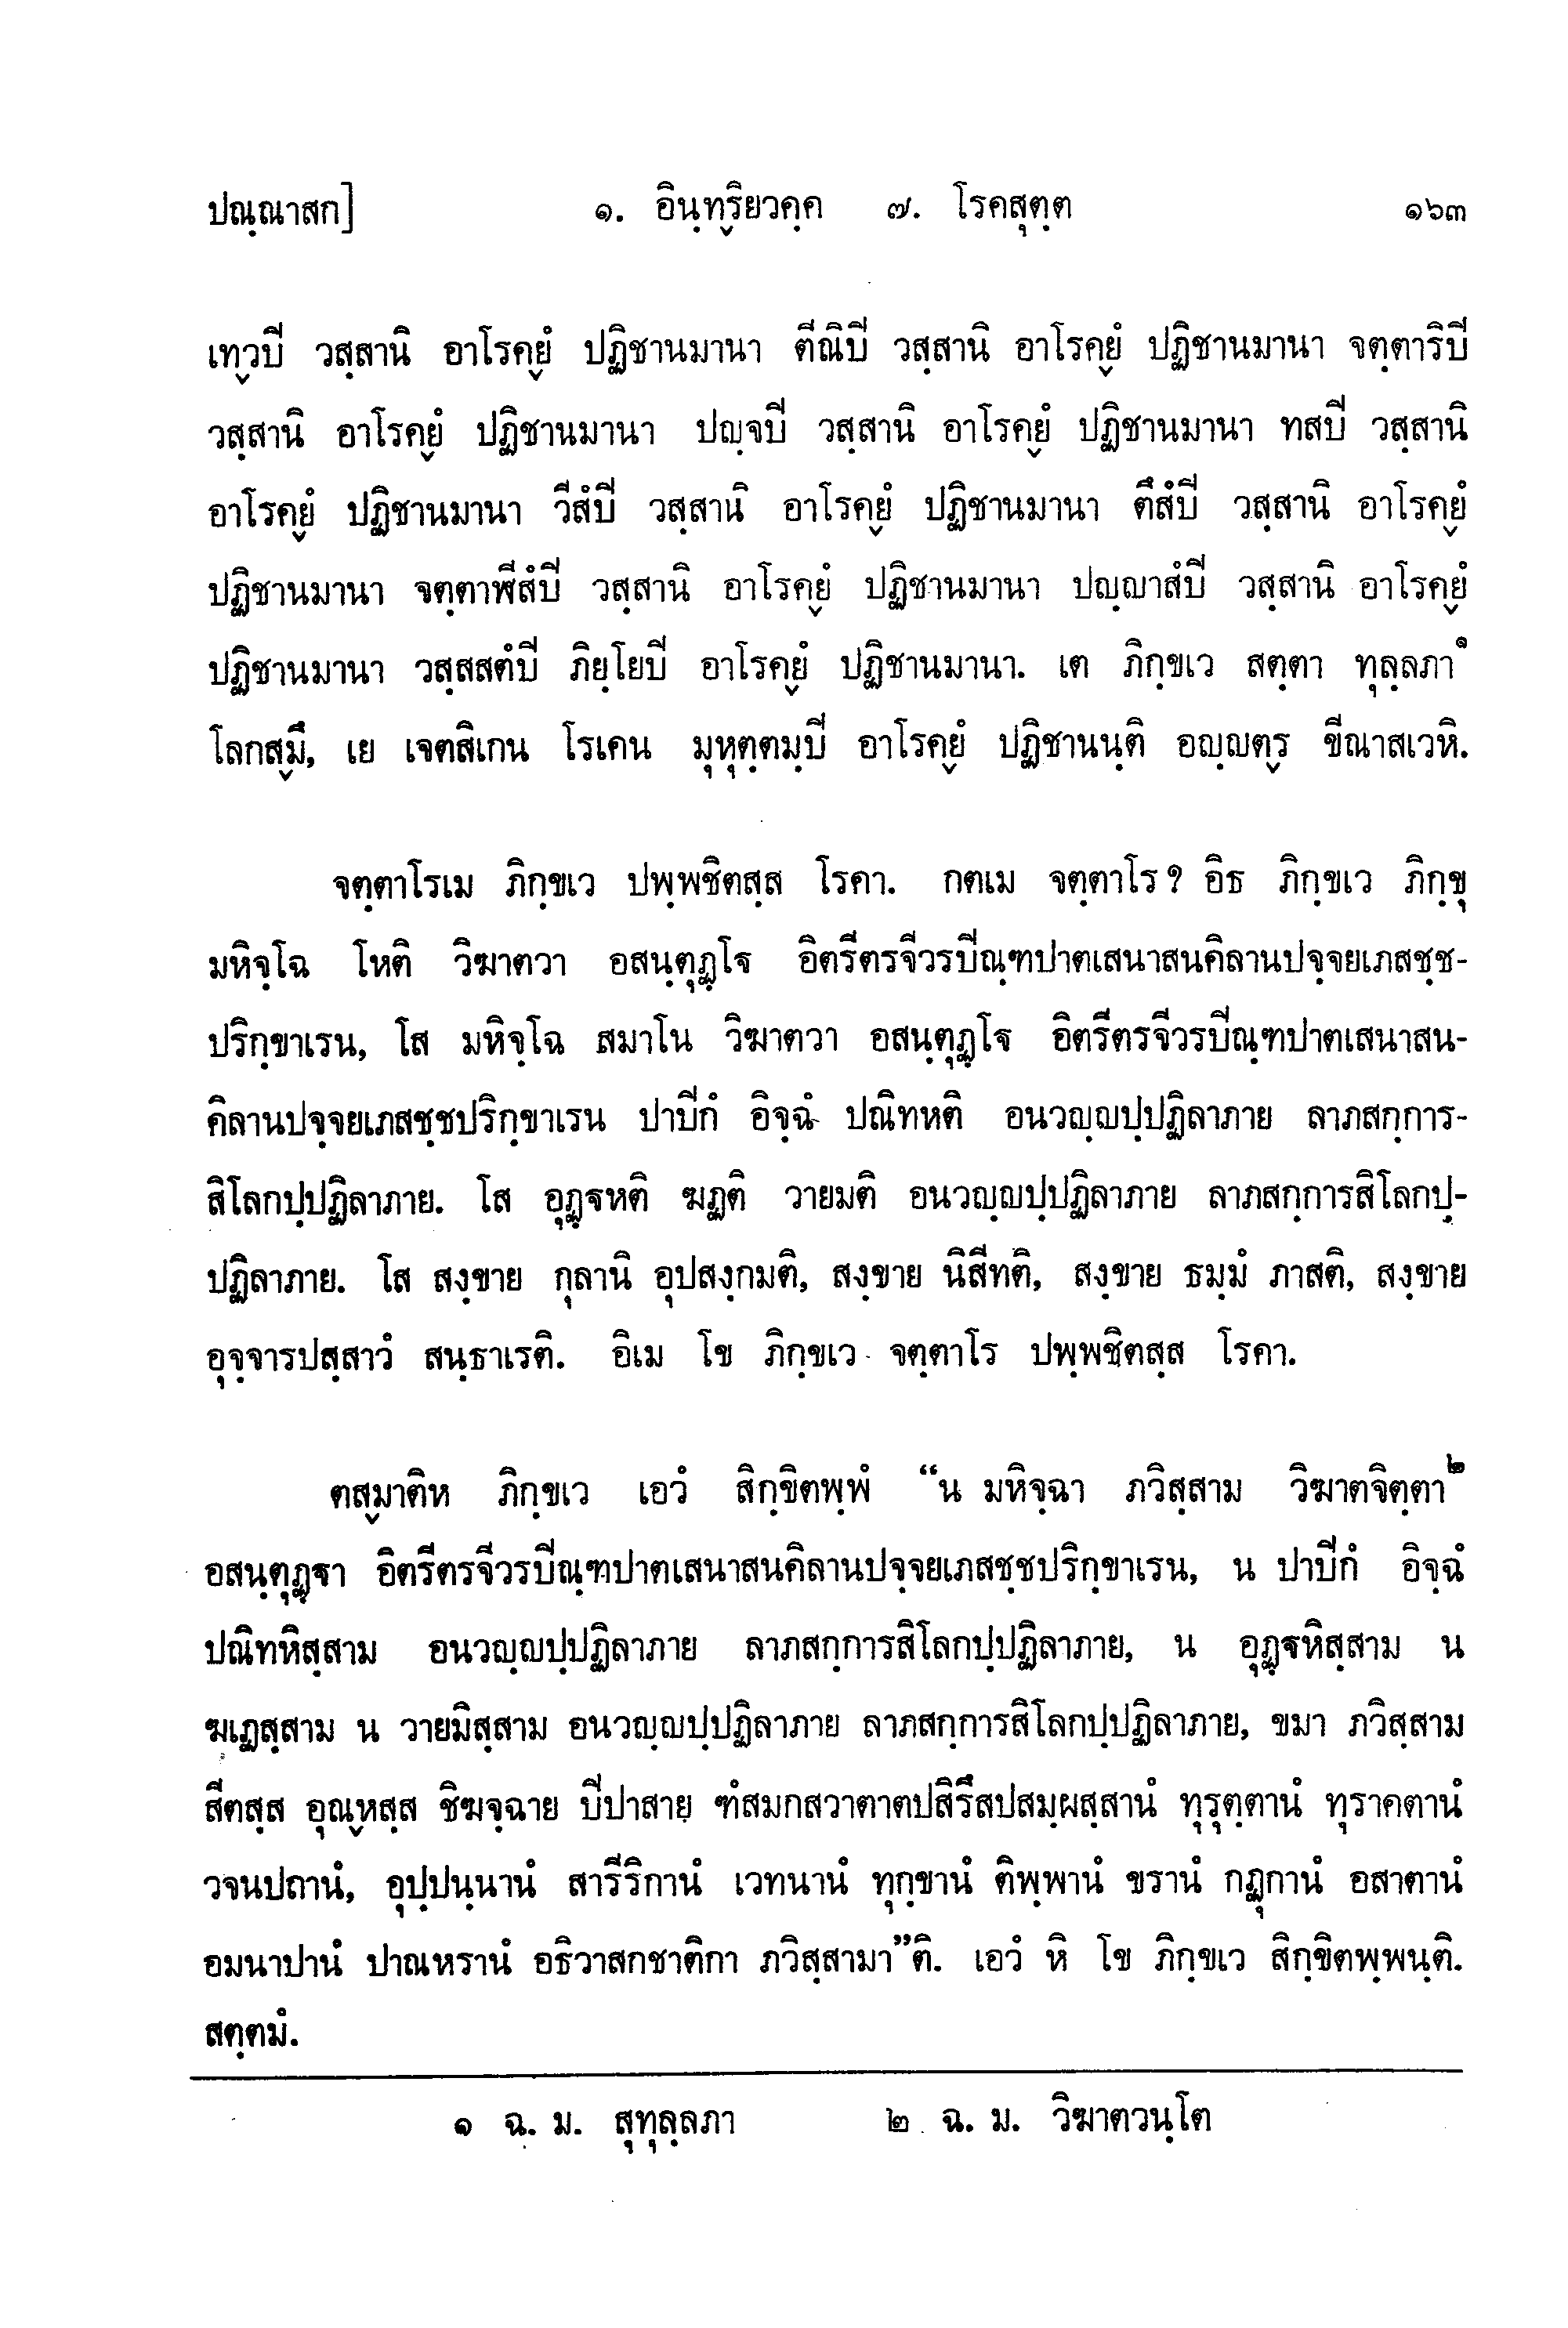 ปณฺณาสก] ๑. อินฺท๎ริยวคฺค ๗. โรคสุตฺต ๑๖๓
เท๎วปิ วสฺสานิ อาโรค๎ยํ ปฏิชานมานา ตีณิปิ วสฺสานิ อาโรค๎ยํ ปฏิชานมานา จตฺตาริปิ
วสฺสานิ อาโรค๎ยํ ปฏิชานมานา ปญฺจปิ วสฺสานิ อาโรค๎ยํ ปฏิชานมานา ทสปิ วสฺสานิ
อาโรค๎ยํ ปฏิชานมานา วีสํปิ วสฺสานิ อาโรค๎ยํ ปฏิชานมานา ตึสํปิ วสฺสานิ อาโรค๎ยํ
ปฏิชานมานา จตฺตาฬีสํปิ วสฺสานิ อาโรค๎ยํ ปฏิชานมานา ปญฺญาสํปิ วสฺสานิ อาโรค๎ยํ
ปฏิชานมานา วสฺสสตํปิ ภิยฺโยปิ อาโรค๎ยํ ปฏิชานมานา. เต ภิกฺขเว สตฺตา ทุลฺลภา๑
โลกส๎มึ, เย เจตสิเกน โรเคน มุหุตฺตมฺปิ อาโรค๎ยํ ปฏิชานนฺติ อญฺญต๎ร ขีณาสเวหิ.
จตฺตาโรเม ภิกฺขเว ปพฺพชิตสฺส โรคา. กตเม จตฺตาโร ? อิธ ภิกฺขเว ภิกฺขุ
มหิจฺโฉ โหติ วิฆาตวา อสนฺตุฏฺโฐ อิตรีตรจีวรปิณฺฑปาตเสนาสนคิลานปจฺจยเภสชฺช-
ปริกฺขาเรน, โส มหิจฺโฉ สมาโน วิฆาตวา อสนฺตุฏฺโฐ อิตรีตรจีวรปิณฺฑปาตเสนาสน-
คิลานปจฺจยเภสชฺชปริกฺขาเรน ปาปิกํ อิจฺฉํ ปณิทหติ อนวญฺญปฺปฏิลาภาย ลาภสกฺการ-
สิโลกปฺปฏิลาภาย. โส อุฏฺฐหติ ฆฏติ วายมติ อนวญฺญปฺปฏิลาภาย ลาภสกฺการสิโลกปฺ-
ปฏิลาภาย. โส สงฺขาย กุลานิ อุปสงฺกมติ, สงฺขาย นิสีทติ, สงฺขาย ธมฺมํ ภาสติ, สงฺขาย
อุจฺจารปสฺสาวํ สนฺธาเรติ. อิเม โข ภิกฺขเว จตฺตาโร ปพฺพชิตสฺส โรคา.
ตส๎มาติห ภิกฺขเว เอวํ สิกฺขิตพฺพํ “น มหิจฺฉา ภวิสฺสาม วิฆาตจิตฺตา๒
อสนฺตุฏฺฐา อิตรีตรจีวรปิณฺฑปาตเสนาสนคิลานปจฺจยเภสชฺชปริกฺขาเรน, น ปาปิกํ อิจฺฉํ
ปณิทหิสฺสาม อนวญฺญปฺปฏิลาภาย ลาภสกฺการสิโลกปฺปฏิลาภาย, น อุฏฺฐหิสฺสาม น
ฆเฏสฺสาม น วายมิสฺสาม อนวญฺญปฺปฏิลาภาย ลาภสกฺการสิโลกปฺปฏิลาภาย, ขมา ภวิสฺสาม
สีตสฺส อุณ๎หสฺส ชิฆจฺฉาย ปิปาสาย ฑํสมกสวาตาตปสิรึสปสมฺผสฺสานํ ทุรุตฺตานํ ทุราคตานํ
วจนปถานํ, อุปฺปนฺนานํ สารีริกานํ เวทนานํ ทุกฺขานํ ติพฺพานํ ขรานํ กฏุกานํ อสาตานํ
อมนาปานํ ปาณหรานํ อธิวาสกชาติกา ภวิสฺสามา”ติ. เอวํ หิ โข ภิกฺขเว สิกฺขิตพฺพนฺติ.
สตฺตมํ.
๑ ฉ. ม. สุทุลฺลภา ๒ ฉ. ม. วิฆาตวนฺโต